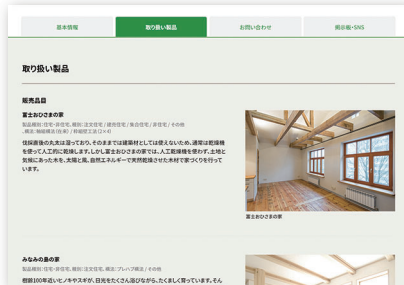 基本情報
取り扱い製品
お問い合わせ
掲示板・SNS
取り扱い製品
販売品目
富士おひさまの家
製品種別：住宅・非住宅、種別：注文住宅 / 建売住宅 / 集合住宅 / 非住宅 / その他
、構法：軸組構法（在来） / 枠組壁工法（2×4）
伐採直後の丸太は湿っており、そのままでは建築材としては使えないため、通常は乾燥機
を使って人工的に乾燥します。しかし富士おひさまの家では、人工乾燥機を使わず、土地と
気候にあった木を、太陽と風、自然エネルギーで天然乾燥させた木材で家づくりを行って
います。
富士おひさまの家
みなみの島の家
製品種別：住宅・非住宅、種別：注文住宅、構法：プレハブ構法 / その他
樹齢100年近いヒノキやスギが、日光をたくさん浴びながら、たくましく育っています。そん